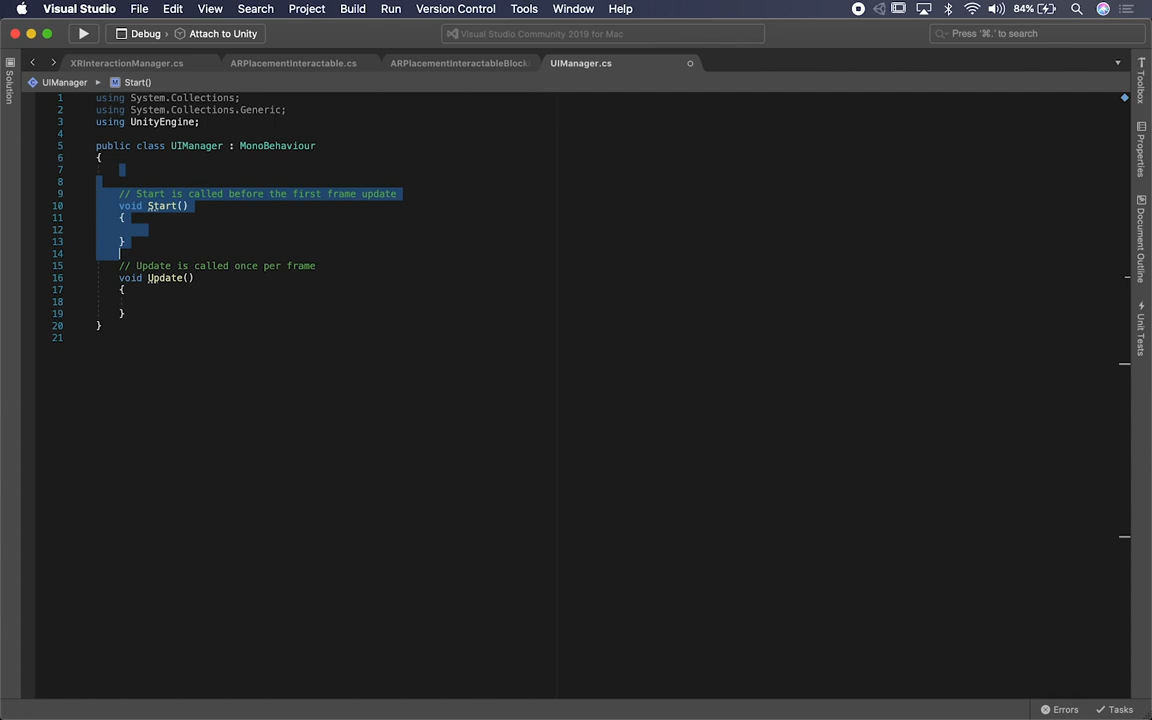 Visual Studio File Edit View Search Project Build Run Version Control Tools Window Help 84%
Debug › Attach to Unity Visual Studio Community 2019 for Mac Press '⌘.' to search
XRInteractionManager.cs ARPlacementInteractable.cs ARPlacementInteractableBlock UIManager.cs
UIManager Start()
Solution
Toolbox
Properties
Document Outline
Unit Tests
1 using System.Collections;
2 using System.Collections.Generic;
3 using UnityEngine;
4
5 public class UIManager : MonoBehaviour
6 {
7
8
9 // Start is called before the first frame update
10 void Start()
11 {
12
13 }
14
15 // Update is called once per frame
16 void Update()
17 {
18
19 }
20 }
21
Errors Tasks